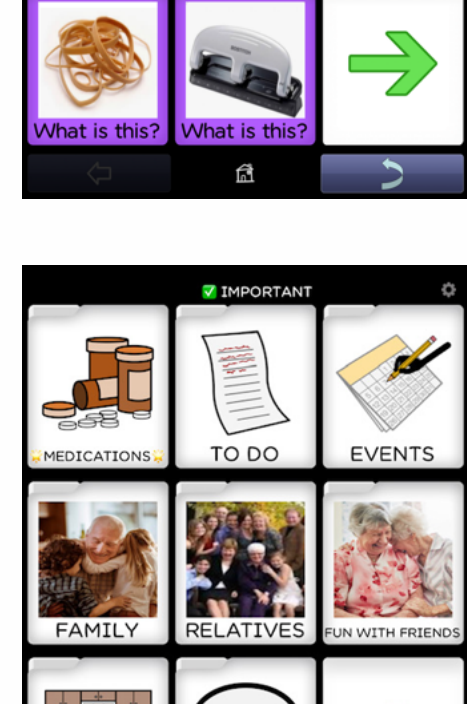 What is this? What is this?
✅ IMPORTANT
🌟MEDICATIONS🌟 TO DO EVENTS
FAMILY RELATIVES FUN WITH FRIENDS